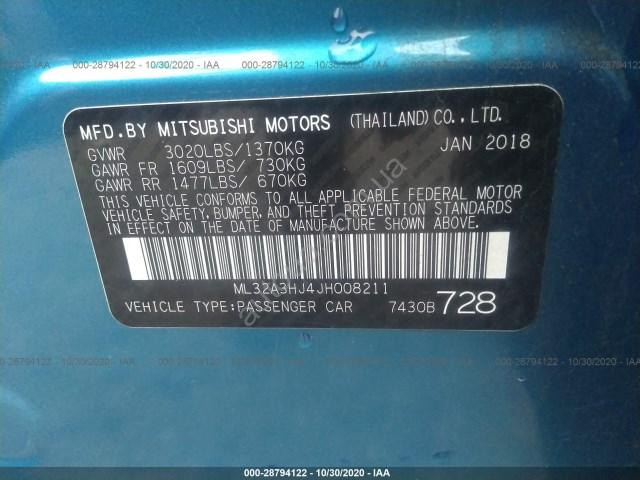 000-28794122 - 10/30/2020 - IAA
MFD.BY MITSUBISHI MOTORS (THAILAND)CO.,LTD.
GVWR 3020LBS/1370KG JAN 2018
GAWR FR 1609LBS/ 730KG
GAWR RR 1477LBS/ 670KG
THIS VEHICLE CONFORMS TO ALL APPLICABLE FEDERAL MOTOR
VEHICLE SAFETY, BUMPER, AND THEFT PREVENTION STANDARDS
IN EFFECT ON THE DATE OF MANUFACTURE SHOWN ABOVE.
ML32A3HJ4JH008211
VEHICLE TYPE:PASSENGER CAR 7430B 728
000-28794122 - 10/30/2020 - IAA